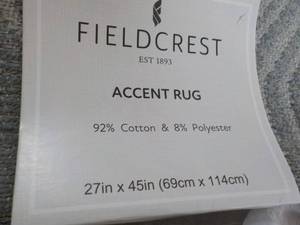 FIELDCREST
EST 1893
ACCENT RUG
92% Cotton & 8% Polyester
27in x 45in (69cm x 114cm)